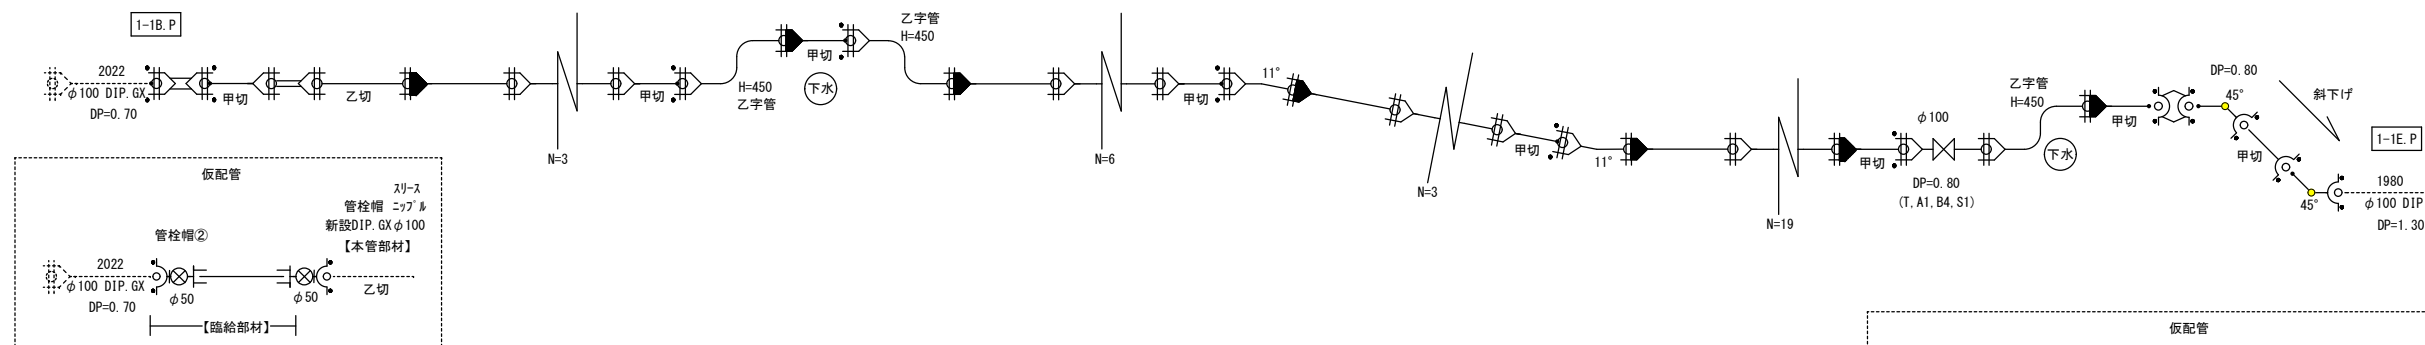 1-1B.P
2022
φ100 DIP.GX
DP=0.70
甲切
乙切
N=3
甲切
H=450
乙字管
甲切
下水
乙字管
H=450
N=6
甲切
11°
N=3
甲切
11°
N=19
甲切
φ100
DP=0.80
(T,A1,B4,S1)
乙字管
H=450
下水
甲切
DP=0.80
45°
斜下げ
甲切
45°
1-1E.P
1980
φ100 DIP
DP=1.30
仮配管
スリース
管栓帽 ニップル
新設DIP.GXφ100
【本管部材】
管栓帽②
2022
φ100 DIP.GX
DP=0.70
φ50
φ50
乙切
【臨給部材】
仮配管